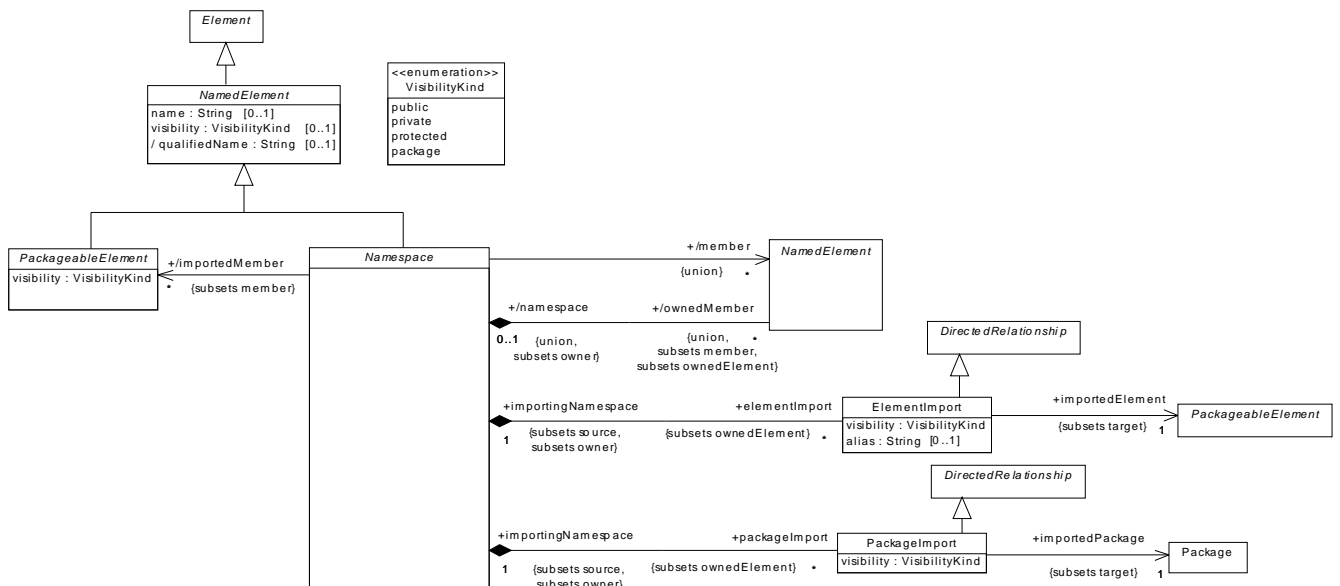 Element
<<enumeration>>
VisibilityKind
public
private
protected
package
NamedElement
name : String [0..1]
visibility : VisibilityKind [0..1]
/ qualifiedName : String [0..1]
PackageableElement
visibility : VisibilityKind
+/importedMember
*
{subsets member}
Namespace
+/member
{union}
*
NamedElement
+/namespace
0..1
{union,
subsets owner}
+/ownedMember
*
{union,
subsets member,
subsets ownedElement}
DirectedRelationship
+importingNamespace
1
{subsets source,
subsets owner}
+elementImport
{subsets ownedElement}
*
ElementImport
visibility : VisibilityKind
alias : String [0..1]
+importedElement
{subsets target}
1
PackageableElement
DirectedRelationship
+importingNamespace
1
{subsets source,
subsets owner}
+packageImport
{subsets ownedElement}
*
PackageImport
visibility : VisibilityKind
+importedPackage
{subsets target}
1
Package